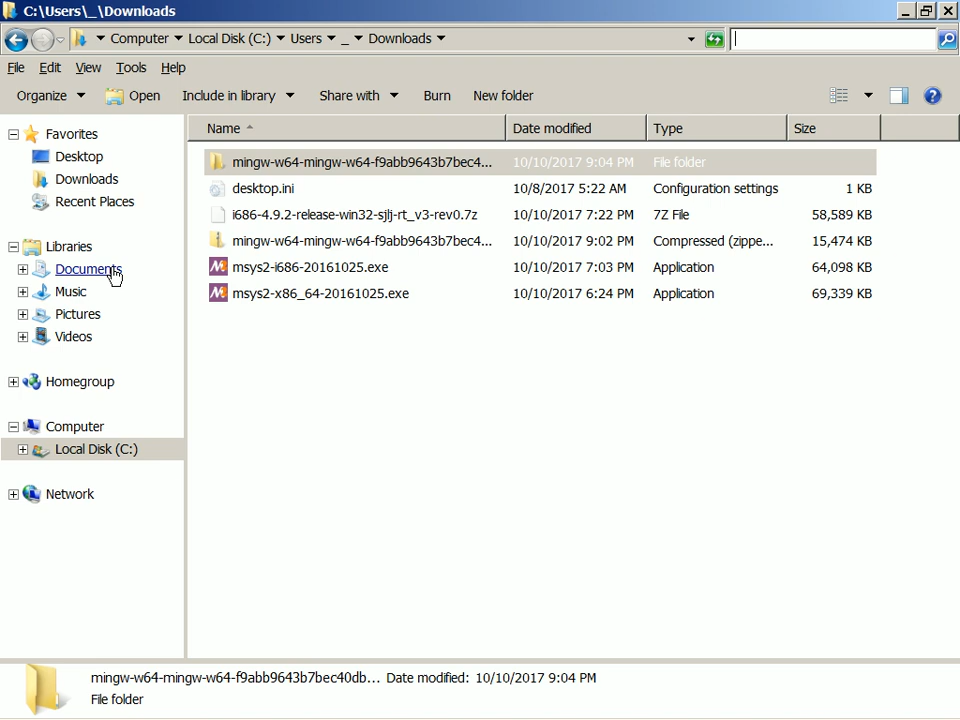 C:\Users\_\Downloads
Computer Local Disk (C:) Users _ Downloads
File Edit View Tools Help
Organize Open Include in library Share with Burn New folder
Name Date modified Type Size
Favorites
Desktop
Downloads
Recent Places
Libraries
Documents
Music
Pictures
Videos
Homegroup
Computer
Local Disk (C:)
Network
mingw-w64-mingw-w64-f9abb9643b7bec4... 10/10/2017 9:04 PM File folder
desktop.ini 10/8/2017 5:22 AM Configuration settings 1 KB
i686-4.9.2-release-win32-sjlj-rt_v3-rev0.7z 10/10/2017 7:22 PM 7Z File 58,589 KB
mingw-w64-mingw-w64-f9abb9643b7bec4... 10/10/2017 9:02 PM Compressed (zippe... 15,474 KB
msys2-i686-20161025.exe 10/10/2017 7:03 PM Application 64,098 KB
msys2-x86_64-20161025.exe 10/10/2017 6:24 PM Application 69,339 KB
mingw-w64-mingw-w64-f9abb9643b7bec40db... Date modified: 10/10/2017 9:04 PM
File folder